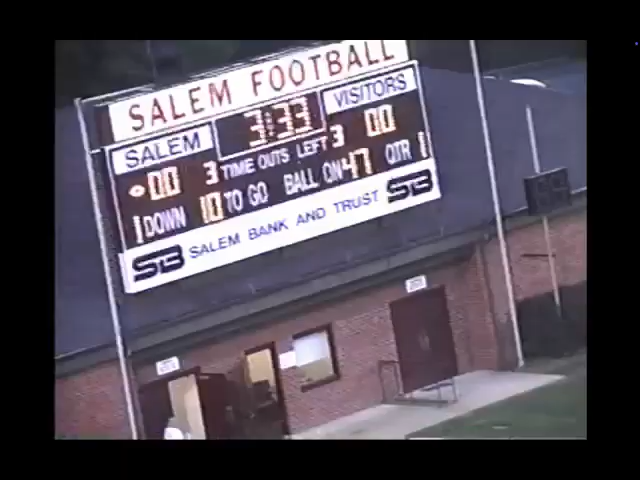 SALEM FOOTBALL
SALEM 3:33 VISITORS
00 3 TIME OUTS LEFT 3 00
1 DOWN 10 TO GO BALL ON 47 QTR 1
SB SALEM BANK AND TRUST SB